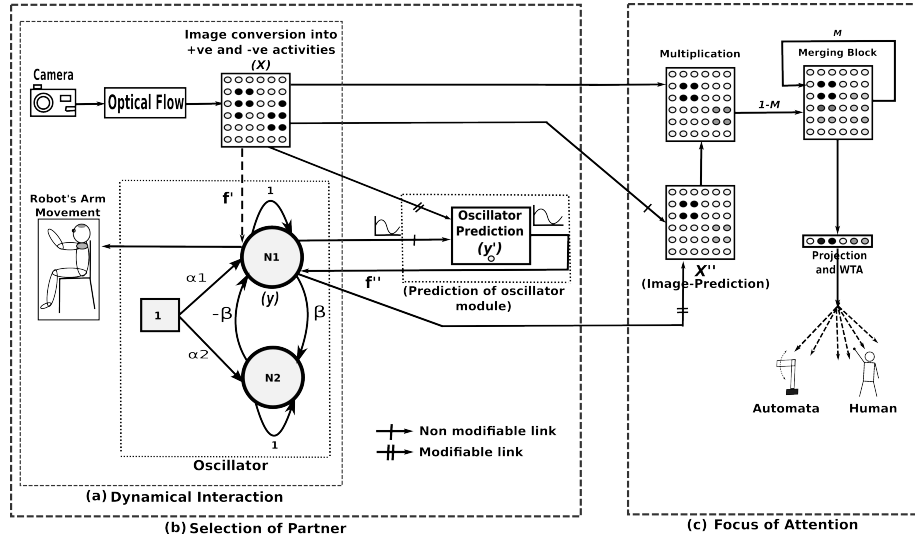 Image conversion into
+ve and -ve activities
(X)
Camera
Optical Flow
Multiplication
M
Merging Block
1-M
Robot's Arm
Movement
f'
1
N1
(y)
Oscillator
Prediction
(y')
f''
(Prediction of oscillator
module)
X''
(Image-Prediction)
Projection
and WTA
α1
1
-β
β
α2
N2
1
Automata
Human
Non modifiable link
Modifiable link
Oscillator
(a) Dynamical Interaction
(b) Selection of Partner
(c) Focus of Attention